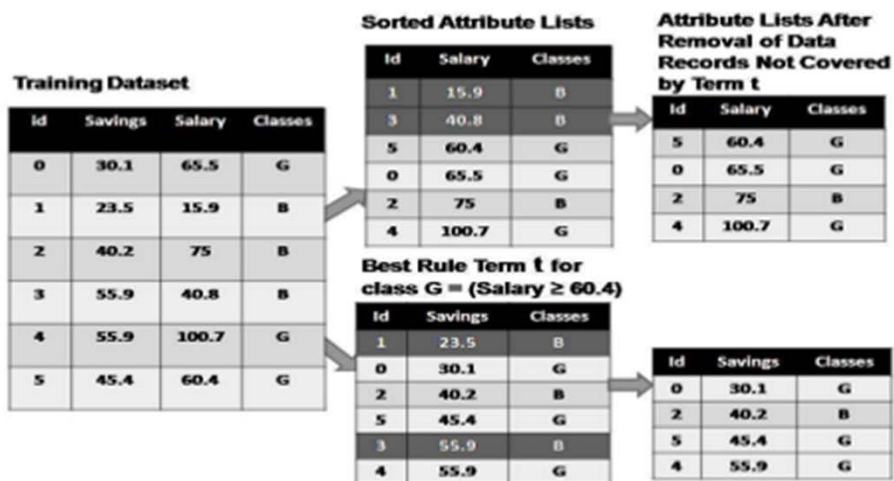 Training Dataset
Id Savings Salary Classes
0 30.1 65.5 G
1 23.5 15.9 B
2 40.2 75 B
3 55.9 40.8 B
4 55.9 100.7 G
5 45.4 60.4 G
Sorted Attribute Lists
Id Salary Classes
1 15.9 B
3 40.8 B
5 60.4 G
0 65.5 G
2 75 B
4 100.7 G
Best Rule Term t for
class G = (Salary ≥ 60.4)
Id Savings Classes
1 23.5 B
0 30.1 G
2 40.2 B
5 45.4 G
3 55.9 B
4 55.9 G
Attribute Lists After
Removal of Data
Records Not Covered
by Term t
Id Salary Classes
5 60.4 G
0 65.5 G
2 75 B
4 100.7 G
Id Savings Classes
0 30.1 G
2 40.2 B
5 45.4 G
4 55.9 G